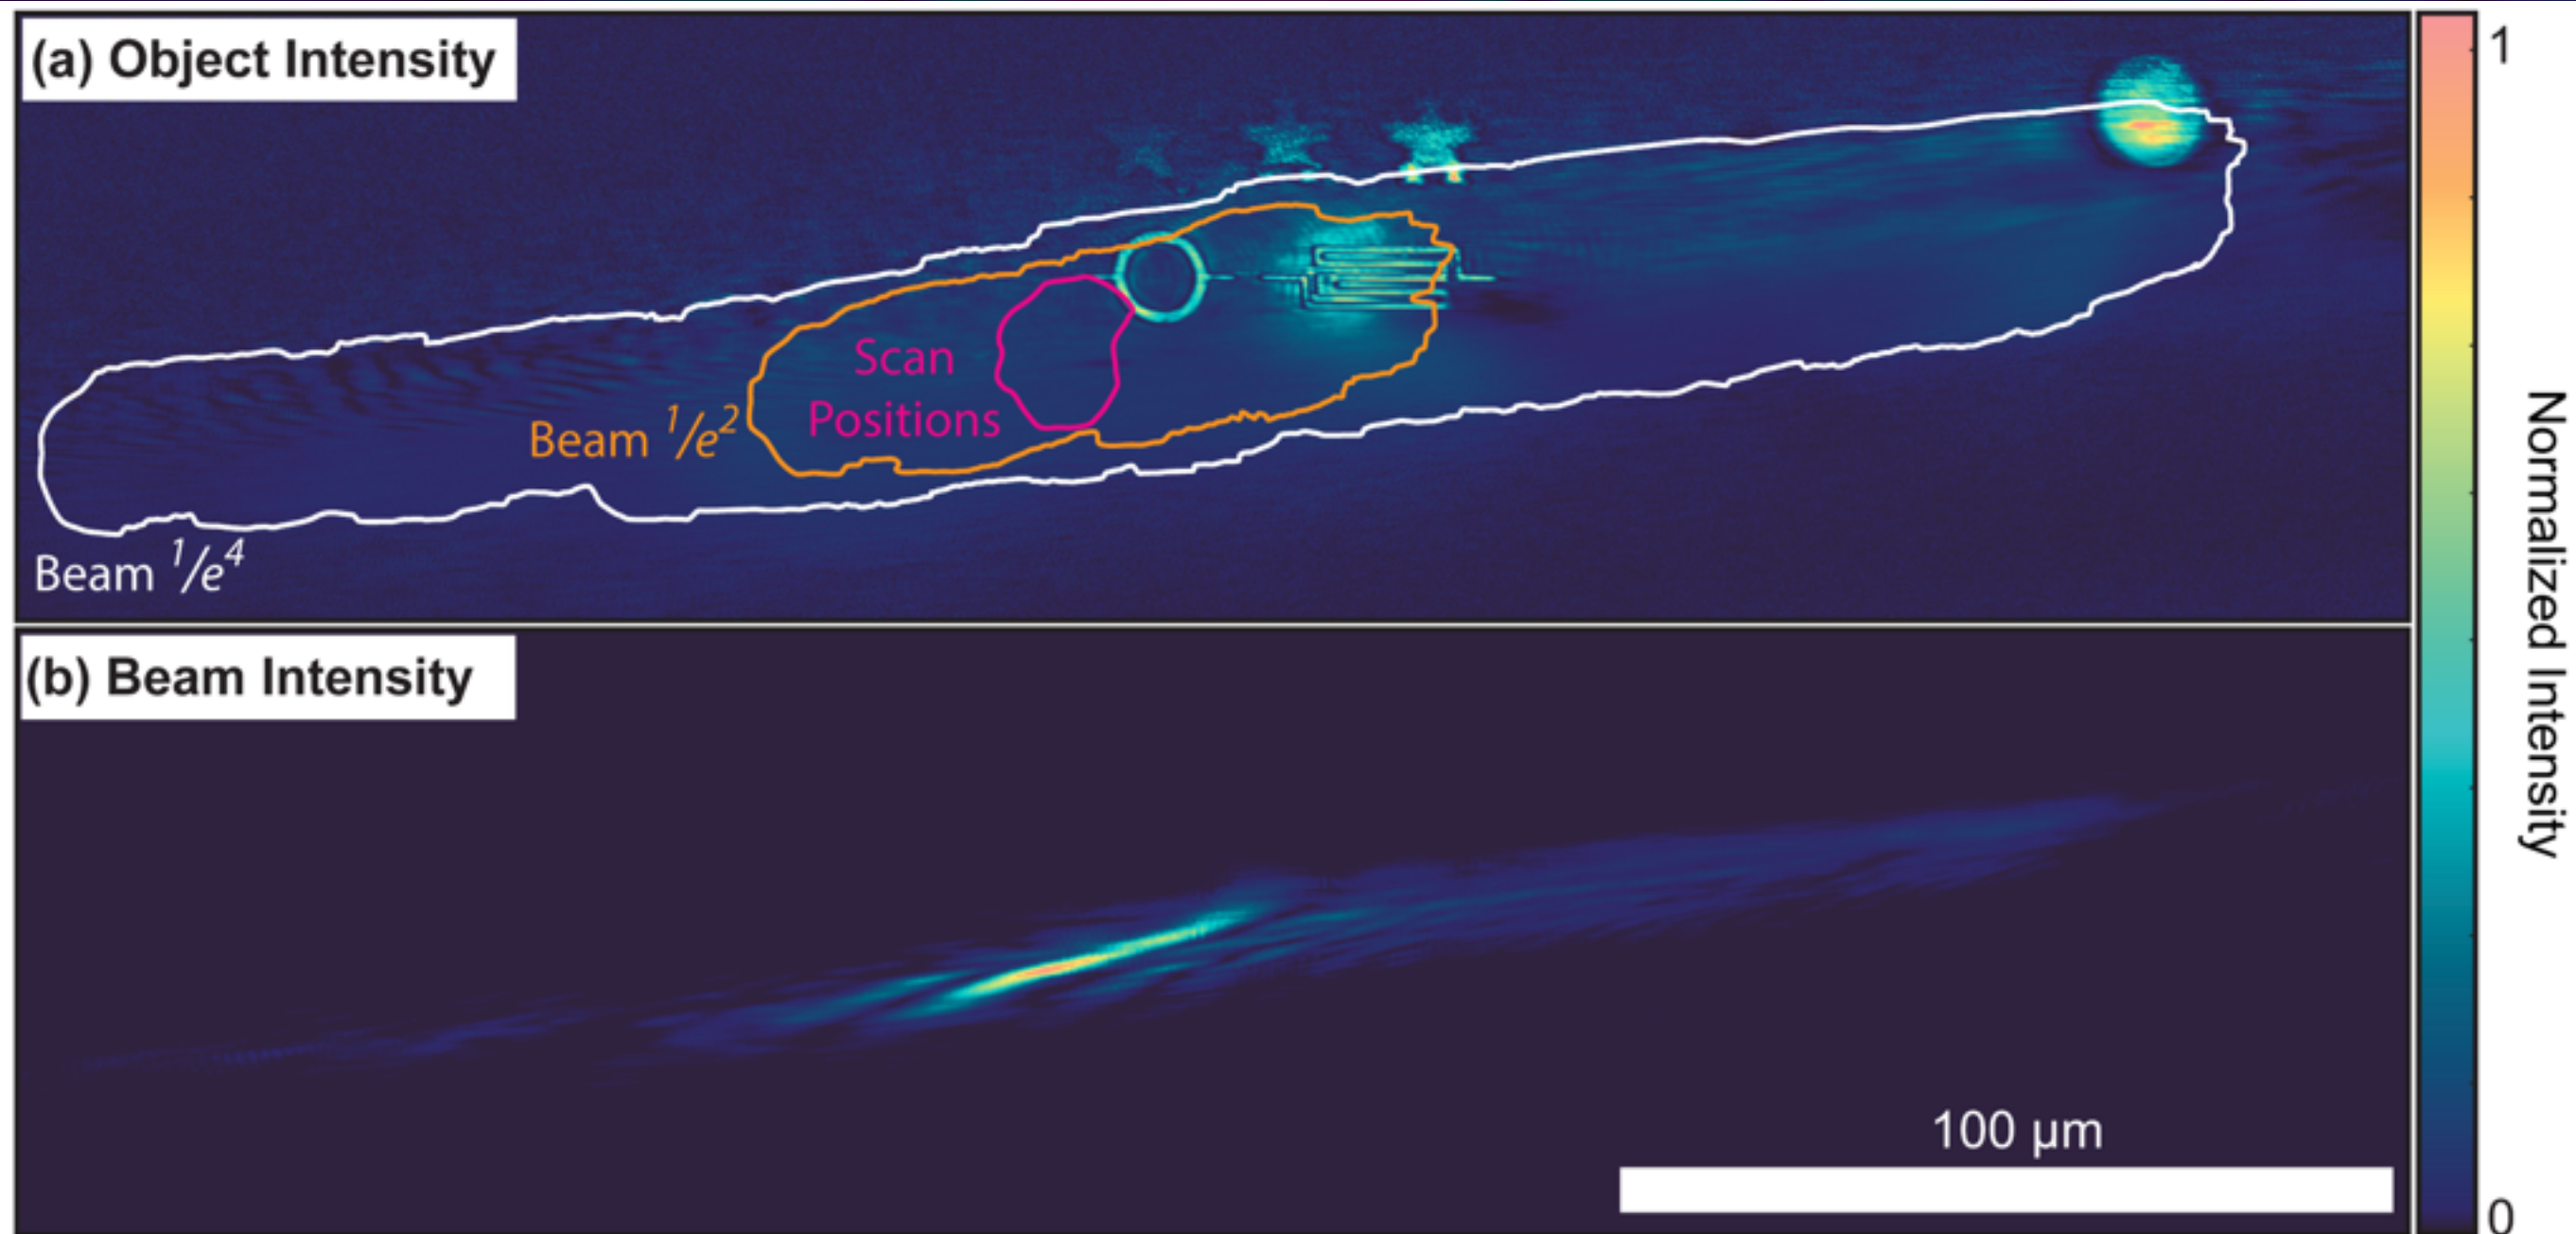 (a) Object Intensity
1
Scan
Positions
Beam 1/e²
Beam 1/e⁴
Normalized Intensity
(b) Beam Intensity
100 μm
0